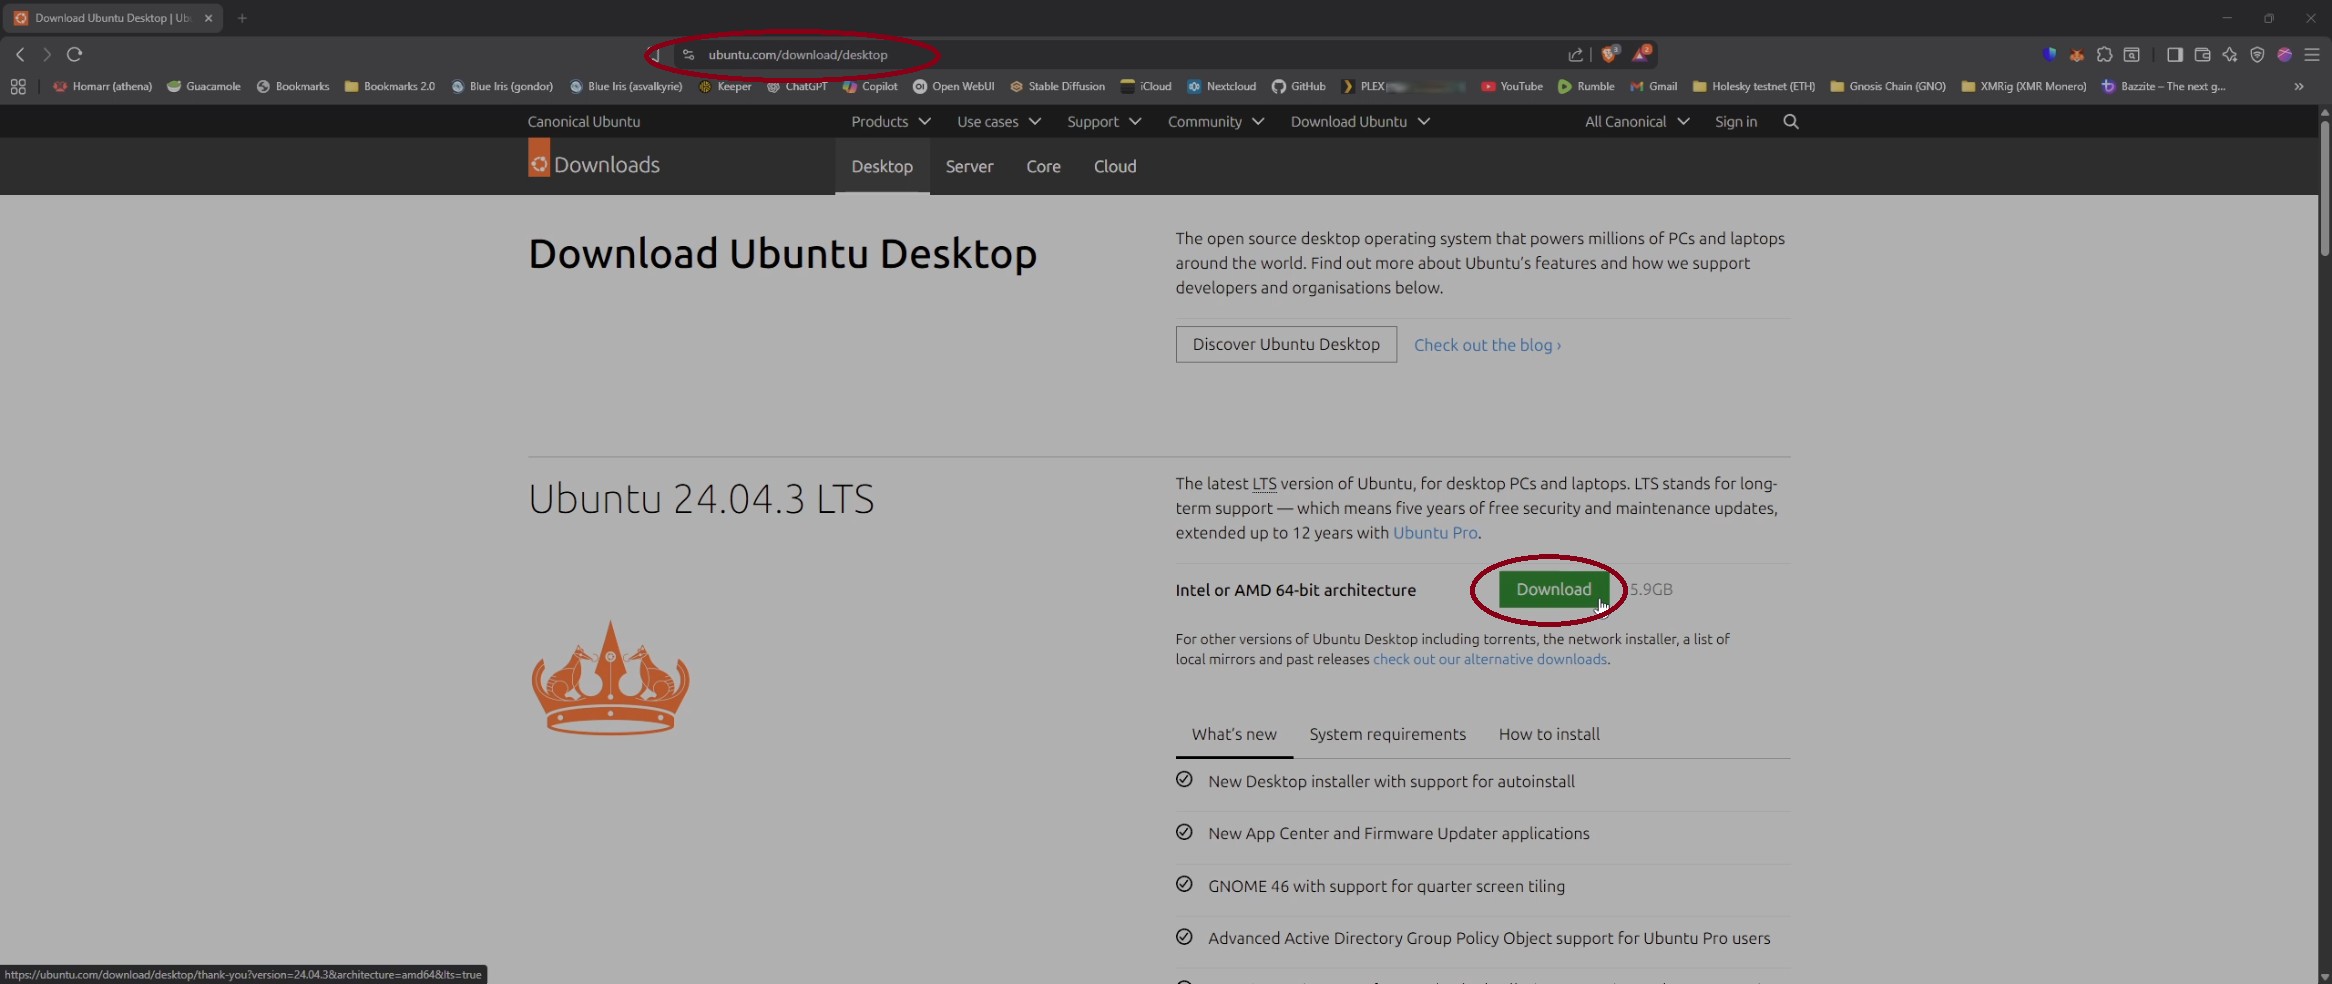 Download Ubuntu Desktop | Ub
ubuntu.com/download/desktop
3
2
Homarr (athena)
Guacamole
Bookmarks
Bookmarks 2.0
Blue Iris (gondor)
Blue Iris (asvalkyrie)
Keeper
ChatGPT
Copilot
Open WebUI
Stable Diffusion
iCloud
Nextcloud
GitHub
PLEX
YouTube
Rumble
Gmail
Holesky testnet (ETH)
Gnosis Chain (GNO)
XMRig (XMR Monero)
Bazzite – The next g...
Canonical Ubuntu
Products
Use cases
Support
Community
Download Ubuntu
All Canonical
Sign in
Downloads
Desktop
Server
Core
Cloud
Download Ubuntu Desktop
The open source desktop operating system that powers millions of PCs and laptops
around the world. Find out more about Ubuntu's features and how we support
developers and organisations below.
Discover Ubuntu Desktop
Check out the blog ›
Ubuntu 24.04.3 LTS
The latest LTS version of Ubuntu, for desktop PCs and laptops. LTS stands for long-
term support — which means five years of free security and maintenance updates,
extended up to 12 years with Ubuntu Pro.
Intel or AMD 64-bit architecture
Download
5.9GB
For other versions of Ubuntu Desktop including torrents, the network installer, a list of
local mirrors and past releases check out our alternative downloads.
What's new
System requirements
How to install
New Desktop installer with support for autoinstall
New App Center and Firmware Updater applications
GNOME 46 with support for quarter screen tiling
Advanced Active Directory Group Policy Object support for Ubuntu Pro users
https://ubuntu.com/download/desktop/thank-you?version=24.04.3&architecture=amd64&lts=true